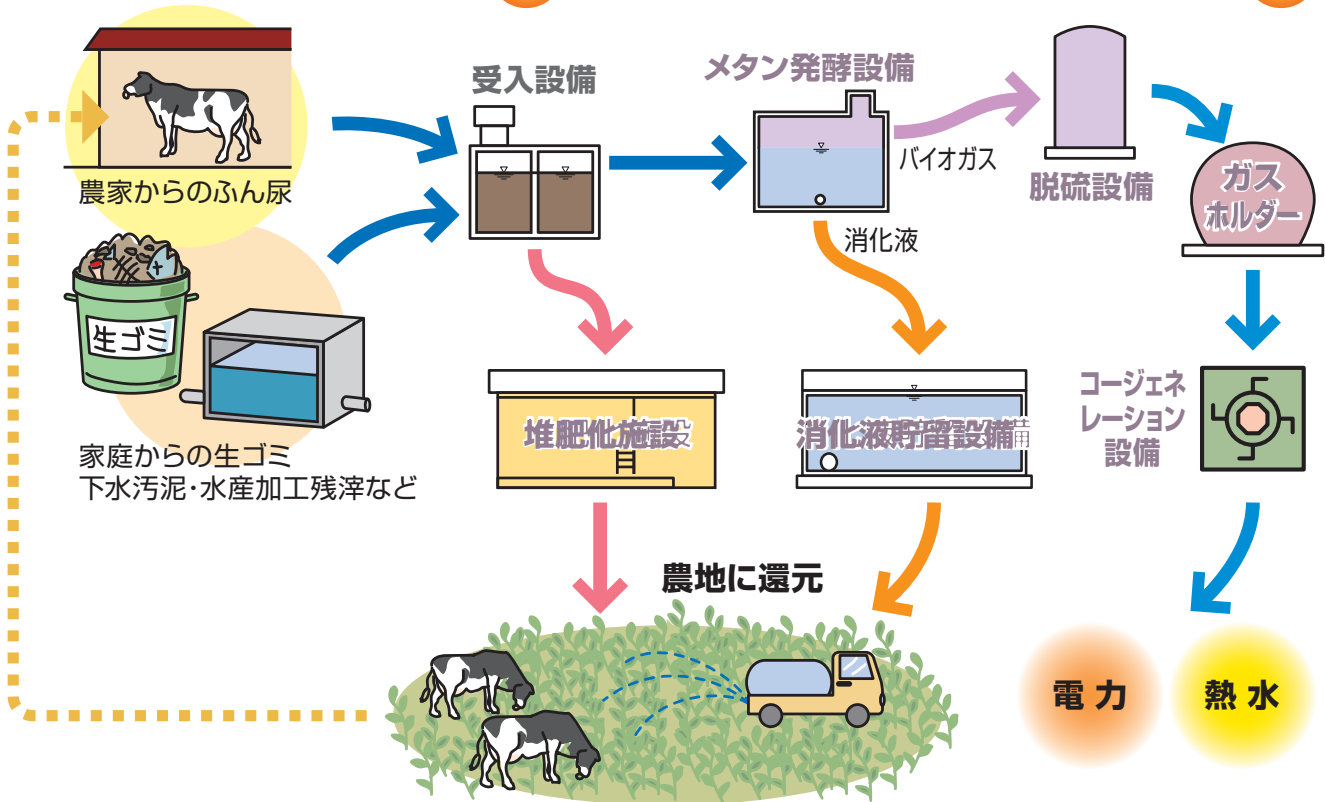 受入設備
メタン発酵設備
バイオガス
脱硫設備
ガス
ホルダー
農家からのふん尿
消化液
生ゴミ
家庭からの生ゴミ
下水汚泥・水産加工残滓など
堆肥化施設
消化液貯留設備
コージェネ
レーション
設備
農地に還元
電力
熱水